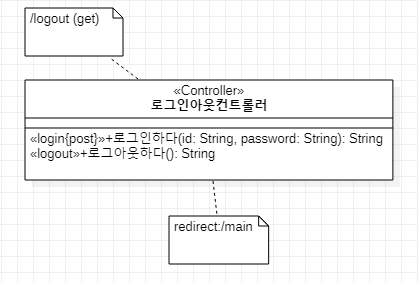 /logout (get)
«Controller»
로그인아웃컨트롤러
«login{post}»+로그인하다(id: String, password: String): String
«logout»+로그아웃하다(): String
redirect:/main